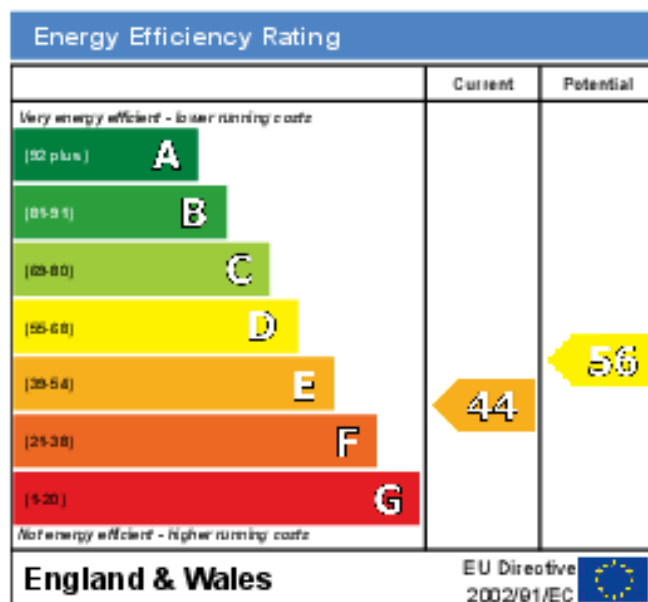 Energy Efficiency Rating
Current Potential
Very energy efficient - lower running costs
(92 plus) A
(81-91) B
(69-80) C
(55-68) D
(39-54) E
(21-38) F
(1-20) G
44
56
Not energy efficient - higher running costs
England & Wales
EU Directive
2002/91/EC